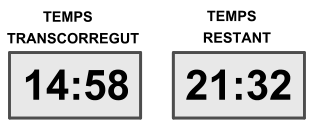 TEMPS
TRANSCORREGUT
14:58
TEMPS
RESTANT
21:32